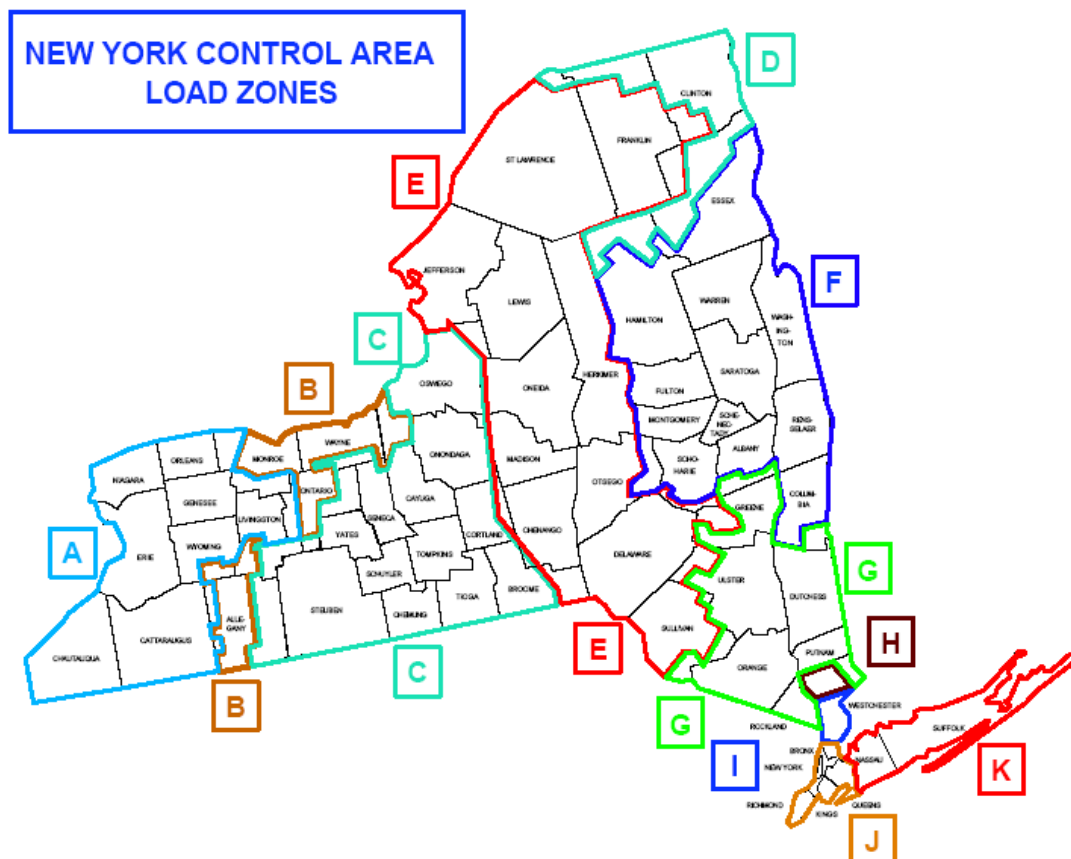 NEW YORK CONTROL AREA
LOAD ZONES
D
CLINTON
FRANKLIN
ST LAWRENCE
E
ESSEX
JEFFERSON
F
LEWIS
WARREN
WASH-
ING-
TON
HAMILTON
C
OSWEGO
HERKIMER
ONEIDA
SARATOGA
B
FULTON
MONTGOMERY
SCHE-
NEC
TADY
RENS-
SELAER
WAYNE
MONROE
ORLEANS
NIAGARA
ONONDAGA
MADISON
ALBANY
SCHO-
HARIE
OTSEGO
ONTARIO
GENESEE
LIVINGSTON
SENECA
CAYUGA
COLUM-
BIA
GREENE
YATES
CORTLAND
CHENANGO
WYOMING
ERIE
A
TOMPKINS
DELAWARE
SCHUYLER
ULSTER
G
DUTCHESS
TIOGA
BROOME
STEUBEN
CHEMUNG
ALLE-
GANY
CATTARAUGUS
CHAUTAUQUA
SULLIVAN
E
H
PUTNAM
ORANGE
C
B
G
WESTCHESTER
ROCKLAND
SUFFOLK
BRONX
NASSAU
NEW YORK
I
K
RICHMOND
KINGS
QUEENS
J